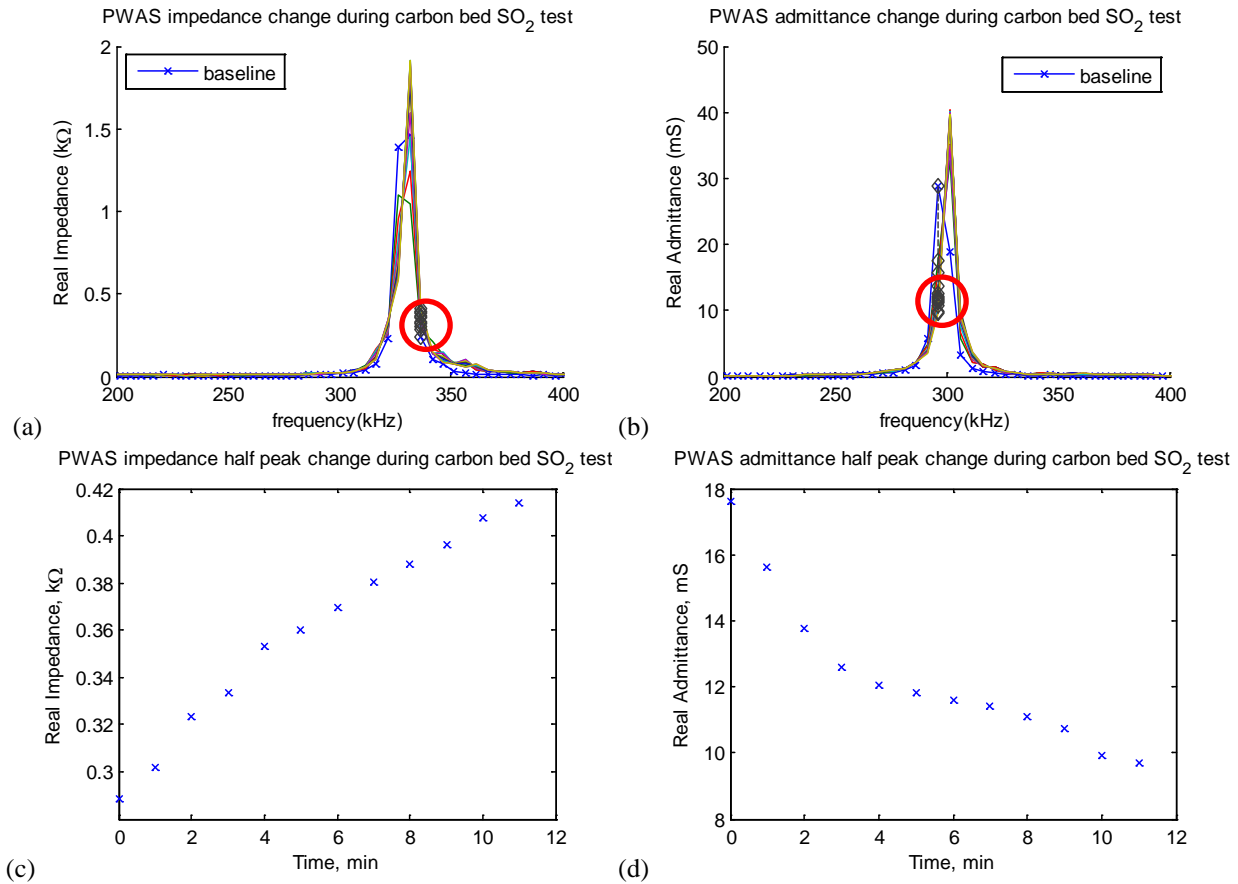 PWAS impedance change during carbon bed SO2 test
baseline
Real Impedance (kΩ)
2
1.5
1
0.5
0
200 250 300 350 400
frequency(kHz)
(a)
PWAS admittance change during carbon bed SO2 test
baseline
Real Admittance (mS)
50
40
30
20
10
0
200 250 300 350 400
frequency(kHz)
(b)
PWAS impedance half peak change during carbon bed SO2 test
Real Impedance, kΩ
0.42
0.4
0.38
0.36
0.34
0.32
0.3
0 2 4 6 8 10 12
Time, min
(c)
PWAS admittance half peak change during carbon bed SO2 test
Real Admittance, mS
18
16
14
12
10
8
0 2 4 6 8 10 12
Time, min
(d)